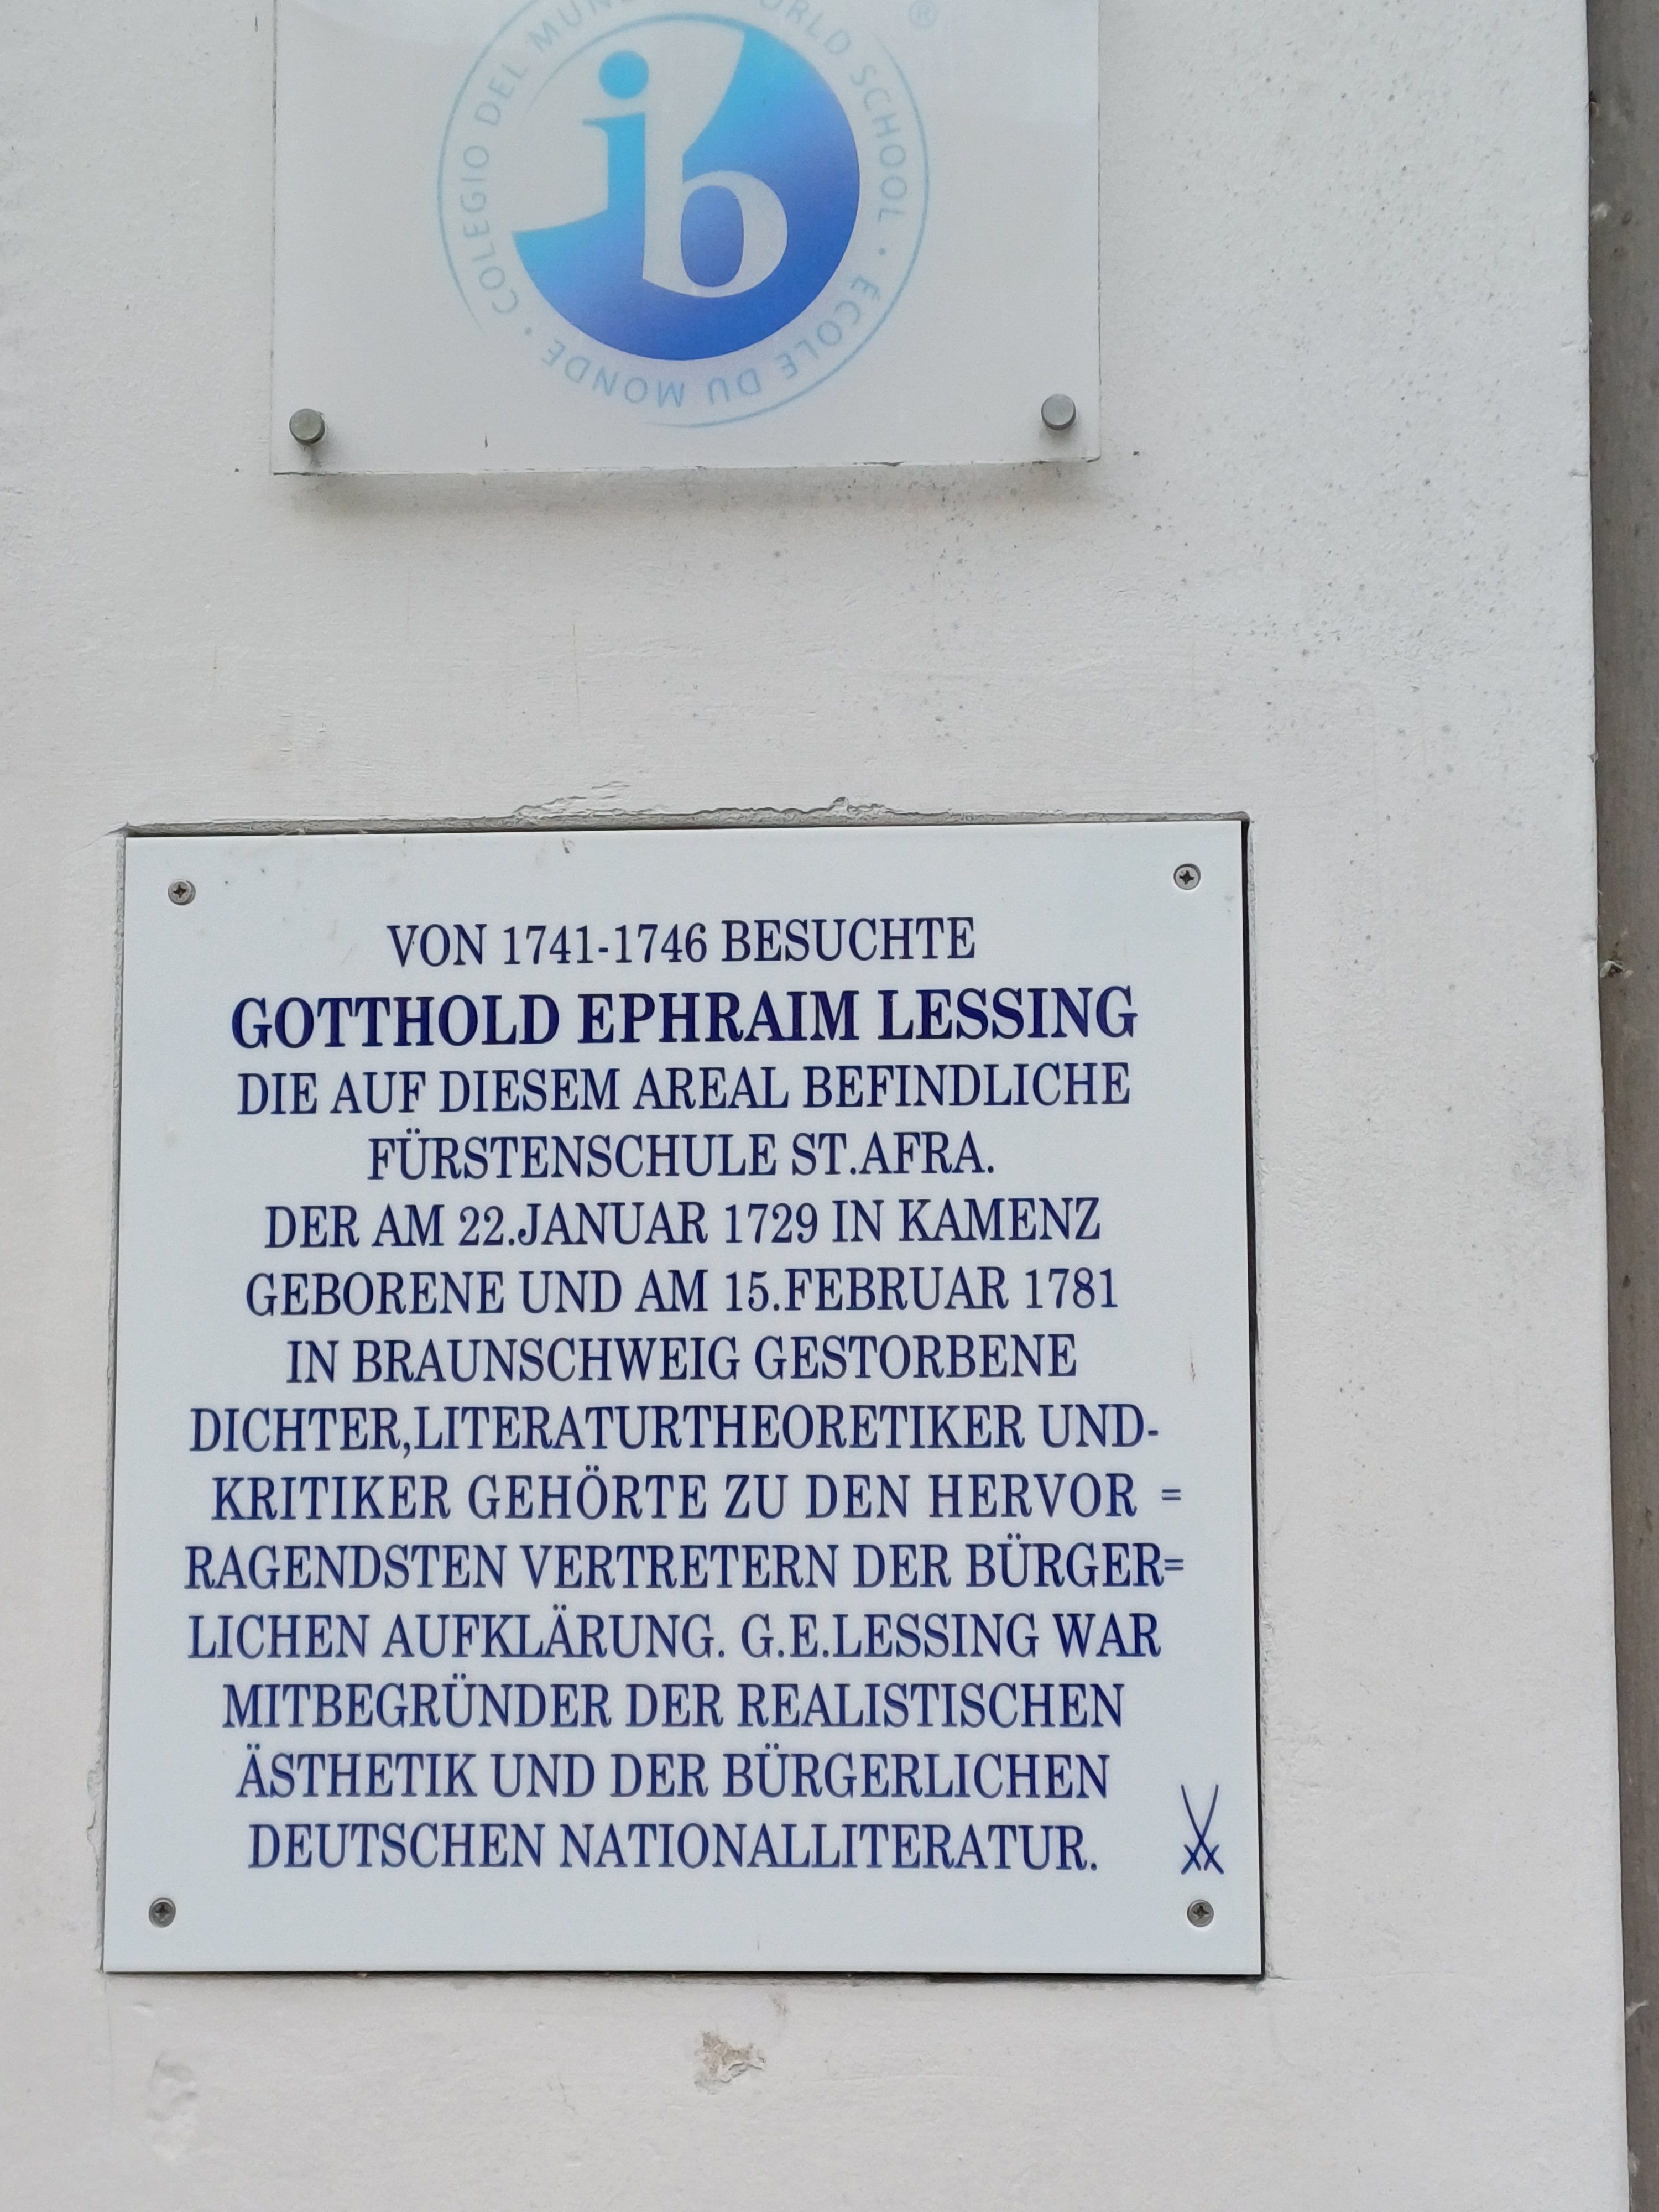 COLEGIO DEL MUN
WORLD SCHOOL · ÉCOLE DU MONDE ·
®
ib
VON 1741-1746 BESUCHTE
GOTTHOLD EPHRAIM LESSING
DIE AUF DIESEM AREAL BEFINDLICHE
FÜRSTENSCHULE ST.AFRA.
DER AM 22.JANUAR 1729 IN KAMENZ
GEBORENE UND AM 15.FEBRUAR 1781
IN BRAUNSCHWEIG GESTORBENE
DICHTER,LITERATURTHEORETIKER UND-
KRITIKER GEHÖRTE ZU DEN HERVOR =
RAGENDSTEN VERTRETERN DER BÜRGER=
LICHEN AUFKLÄRUNG. G.E.LESSING WAR
MITBEGRÜNDER DER REALISTISCHEN
ÄSTHETIK UND DER BÜRGERLICHEN
DEUTSCHEN NATIONALLITERATUR.